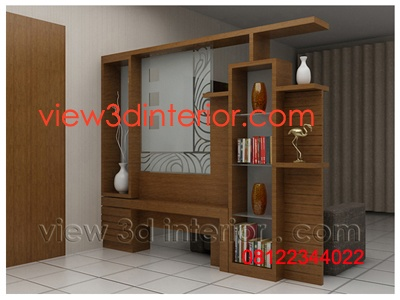 view3dinterior.com
view 3d interior . com
08122344022